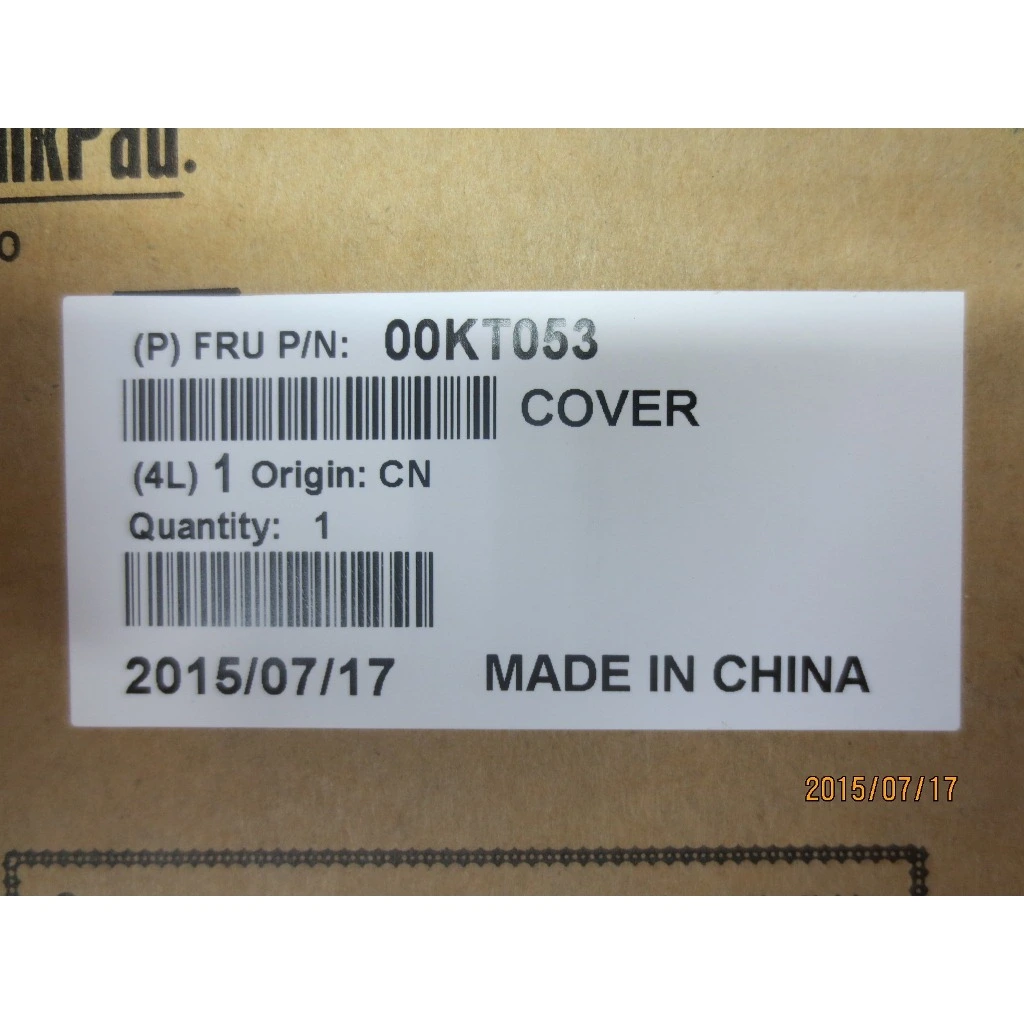 (P) FRU P/N: 00KT053
COVER
(4L) 1 Origin: CN
Quantity: 1
2015/07/17 MADE IN CHINA
2015/07/17